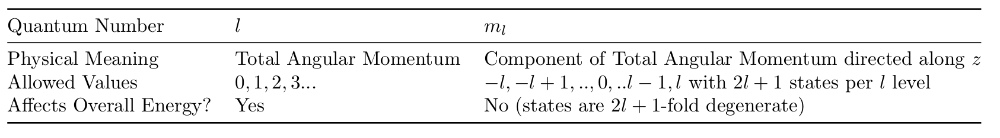 Quantum Number l m_l
Physical Meaning Total Angular Momentum Component of Total Angular Momentum directed along z
Allowed Values 0, 1, 2, 3... −l, −l + 1, .., 0, ..l − 1, l with 2l + 1 states per l level
Affects Overall Energy? Yes No (states are 2l + 1-fold degenerate)